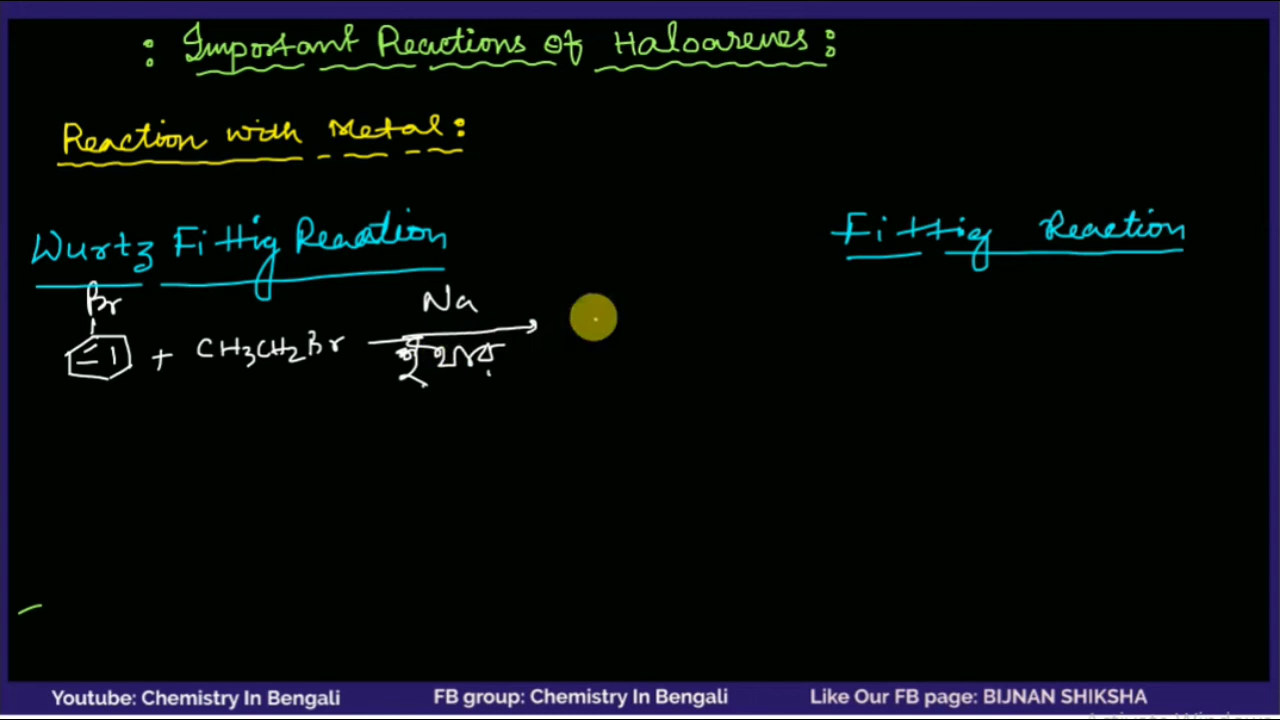 : Important Reactions of Haloarenes :
Reaction with Metal :
Wurtz Fittig Reaction
Fittig Reaction
Br
Na
+ CH3CH2Br
Youtube: Chemistry In Bengali FB group: Chemistry In Bengali Like Our FB page: BIJNAN SHIKSHA